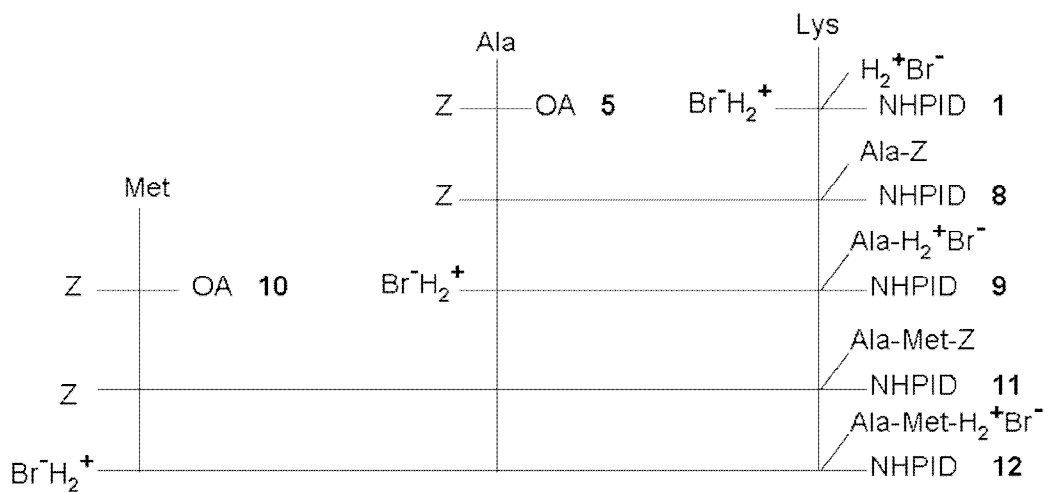 Ala Lys
H₂⁺Br⁻
Z OA 5 Br⁻H₂⁺ NHPID 1
Ala-Z
Met Z NHPID 8
Ala-H₂⁺Br⁻
Z OA 10 Br⁻H₂⁺ NHPID 9
Ala-Met-Z
Z NHPID 11
Ala-Met-H₂⁺Br⁻
Br⁻H₂⁺ NHPID 12